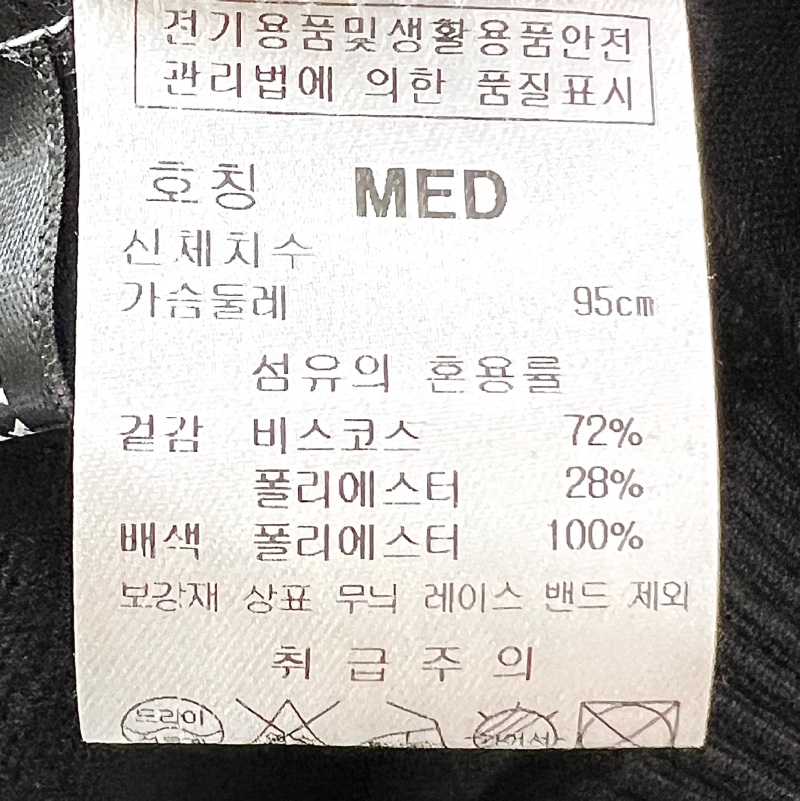 전기용품및생활용품안전
관리법에 의한 품질표시
호칭 MED
신체치수
가슴둘레 95cm
섬유의 혼용률
겉감 비스코스 72%
폴리에스터 28%
배색 폴리에스터 100%
보강재 상표 무늬 레이스 밴드 제외
취급주의
드라이